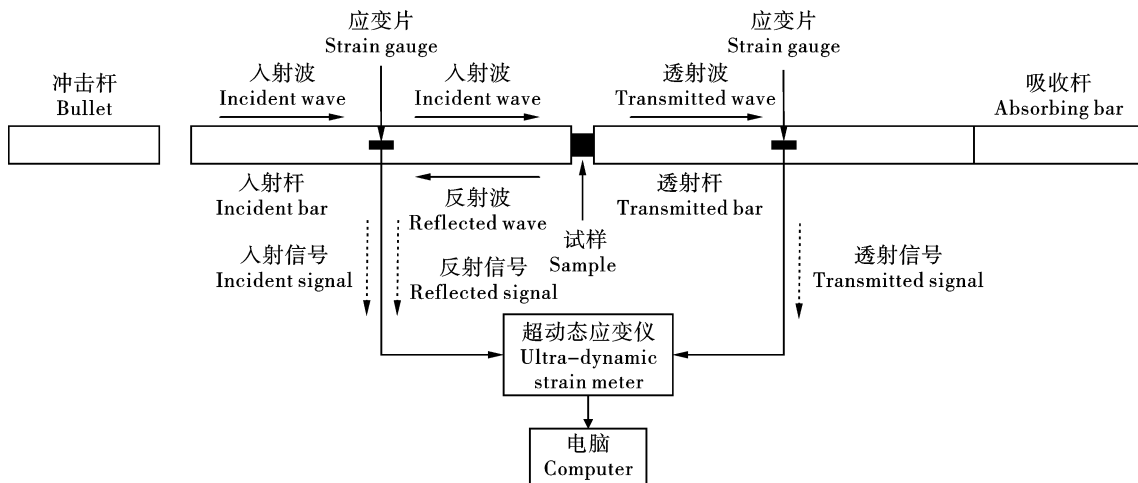 应变片
Strain gauge
应变片
Strain gauge
冲击杆
Bullet
入射波
Incident wave
入射波
Incident wave
透射波
Transmitted wave
吸收杆
Absorbing bar
入射杆
Incident bar
反射波
Reflected wave
透射杆
Transmitted bar
试样
Sample
入射信号
Incident signal
反射信号
Reflected signal
透射信号
Transmitted signal
超动态应变仪
Ultra-dynamic
strain meter
电脑
Computer